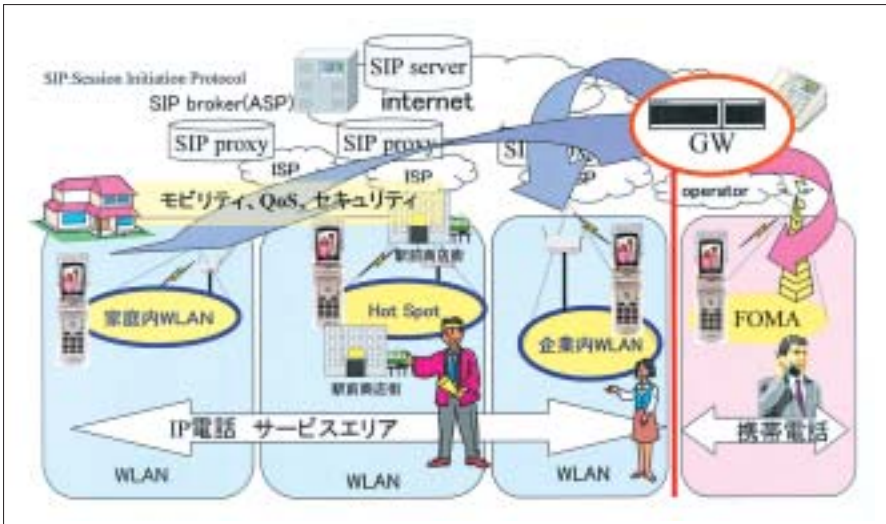 SIP server
SIP:Session Initiation Protocol
SIP broker(ASP)
internet
GW
SIP proxy
SIP proxy
ISP
ISP
operator
モビリティ、QoS、セキュリティ
駅前商店街
家庭内WLAN
Hot Spot
企業内WLAN
FOMA
駅前商店街
IP電話 サービスエリア
携帯電話
WLAN
WLAN
WLAN